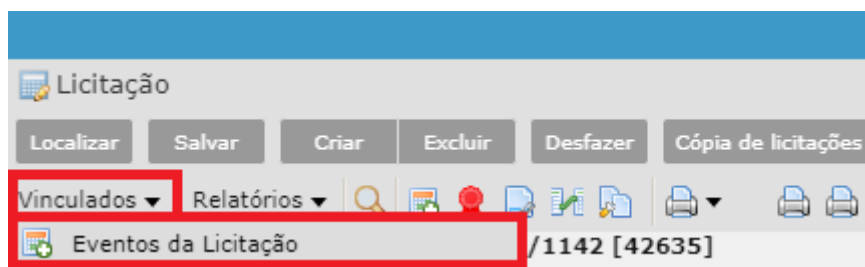 Licitação
Localizar Salvar Criar Excluir Desfazer Cópia de licitações
Vinculados Relatórios
Eventos da Licitação /1142 [42635]